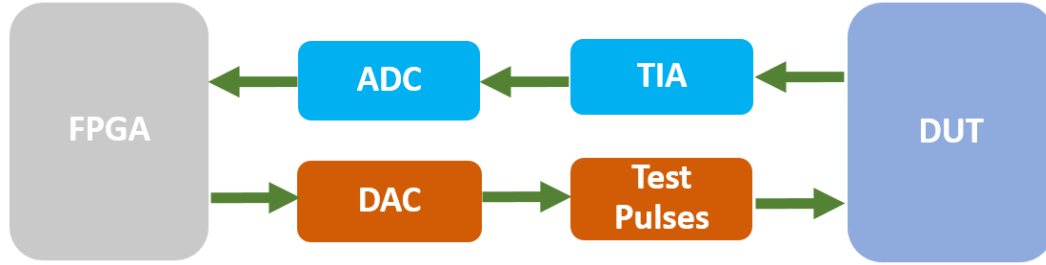 FPGA
ADC
TIA
DUT
DAC
Test
Pulses